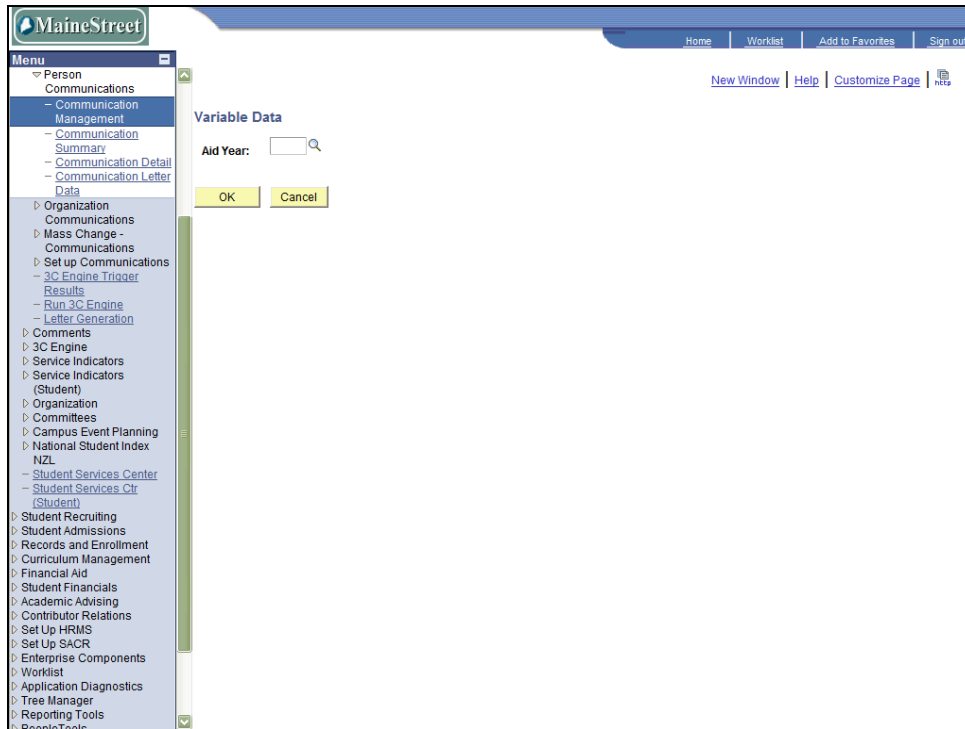 MaineStreet
Home Worklist Add to Favorites Sign out
Menu
Person
Communications
Communication
Management
Communication
Summary
Communication Detail
Communication Letter
Data
Organization
Communications
Mass Change -
Communications
Set up Communications
3C Engine Trigger
Results
Run 3C Engine
Letter Generation
Comments
3C Engine
Service Indicators
Service Indicators
(Student)
Organization
Committees
Campus Event Planning
National Student Index
NZL
Student Services Center
Student Services Ctr
(Student)
Student Recruiting
Student Admissions
Records and Enrollment
Curriculum Management
Financial Aid
Student Financials
Academic Advising
Contributor Relations
Set Up HRMS
Set Up SACR
Enterprise Components
Worklist
Application Diagnostics
Tree Manager
Reporting Tools
PeopleTools
New Window | Help | Customize Page | http
Variable Data
Aid Year:
OK Cancel